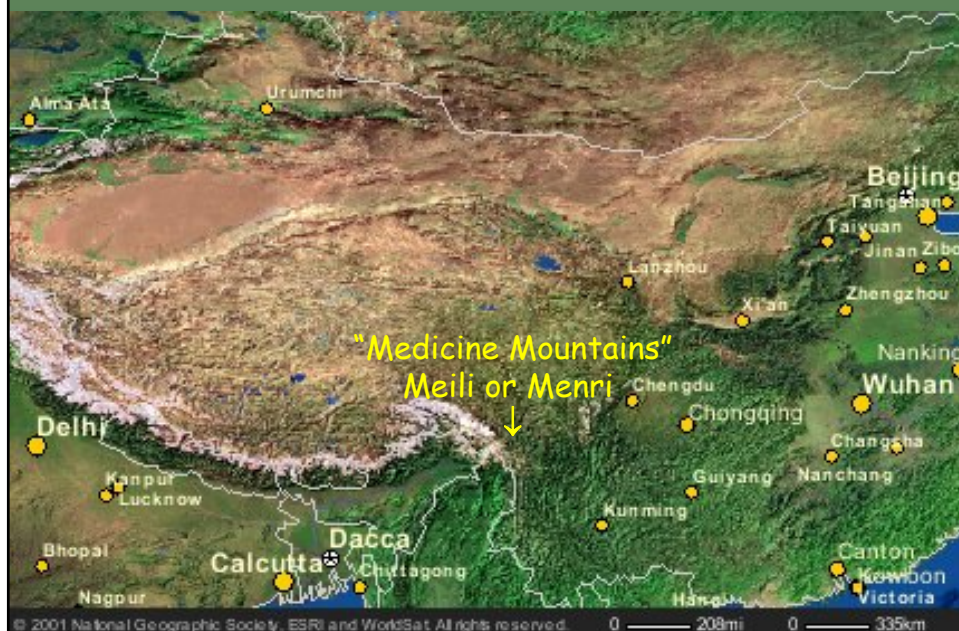 Alma Ata
Urumchi
Beijing
Tangshan
Taiyuan
Jinan Zibo
Lanzhou
Xi'an
Zhengzhou
“Medicine Mountains”
Meili or Menri
Nanking
Chengdu
Wuhan
Chongqing
Delhi
Changsha
Nanchang
Kanpur
Lucknow
Guiyang
Kunming
Dacca
Bhopal
Calcutta
Chittagong
Canton
Kowloon
Nagpur
Victoria
© 2001 National Geographic Society, ESRI and WorldSat. All rights reserved. 0 208mi 0 335km